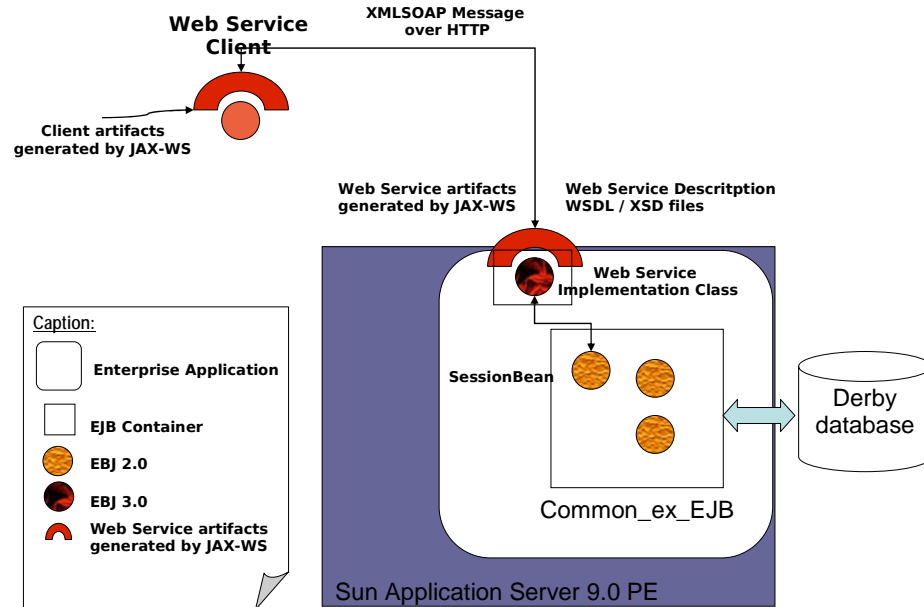 XMLSOAP Message
over HTTP
Web Service
Client
Client artifacts
generated by JAX-WS
Web Service artifacts
generated by JAX-WS
Web Service Descritption
WSDL / XSD files
Web Service
Implementation Class
SessionBean
Common_ex_EJB
Derby
database
Sun Application Server 9.0 PE
Caption:
Enterprise Application
EJB Container
EBJ 2.0
EBJ 3.0
Web Service artifacts
generated by JAX-WS